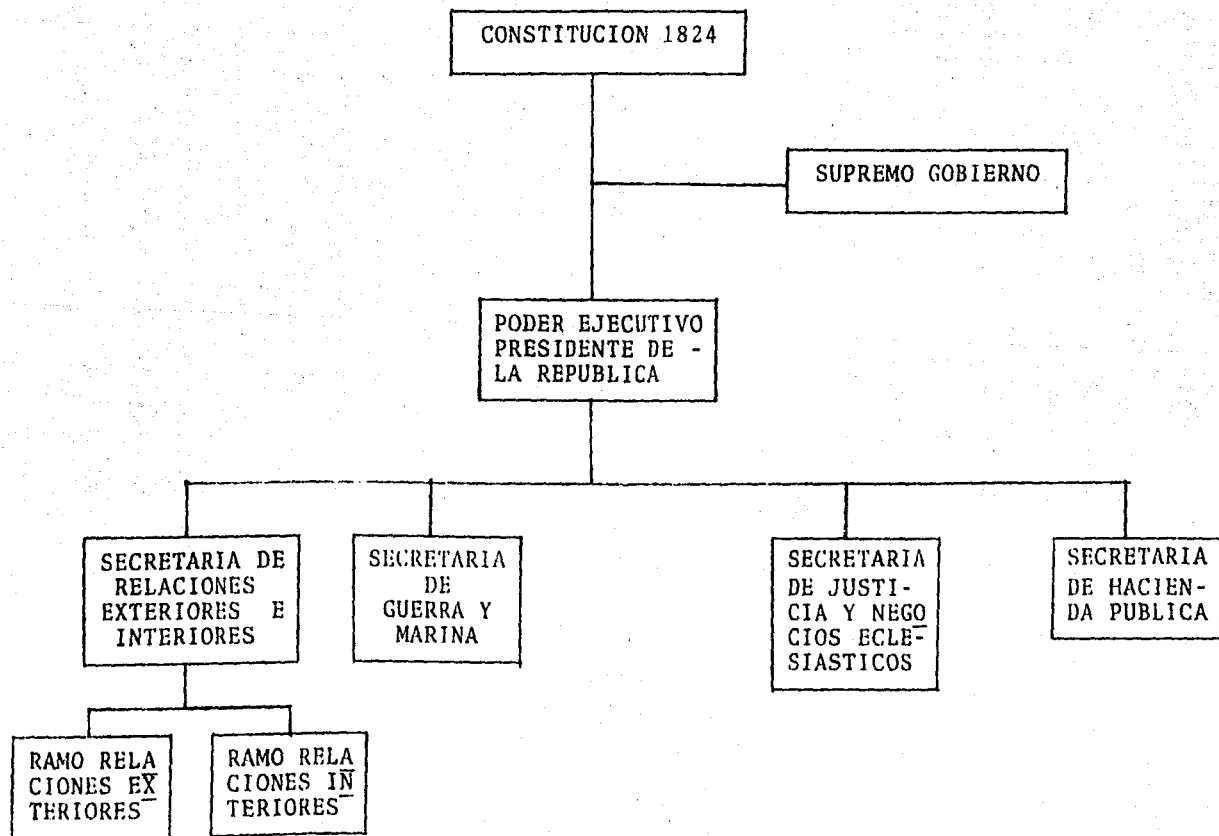 CONSTITUCION 1824
SUPREMO GOBIERNO
PODER EJECUTIVO
PRESIDENTE DE -
LA REPUBLICA
SECRETARIA DE
RELACIONES
EXTERIORES E
INTERIORES
SECRETARIA
DE
GUERRA Y
MARINA
SECRETARIA
DE JUSTI-
CIA Y NEGO
CIOS ECLE-
SIASTICOS
SECRETARIA
DE HACIEN-
DA PUBLICA
RAMO RELA
CIONES EX
TERIORES
RAMO RELA
CIONES IN
TERIORES